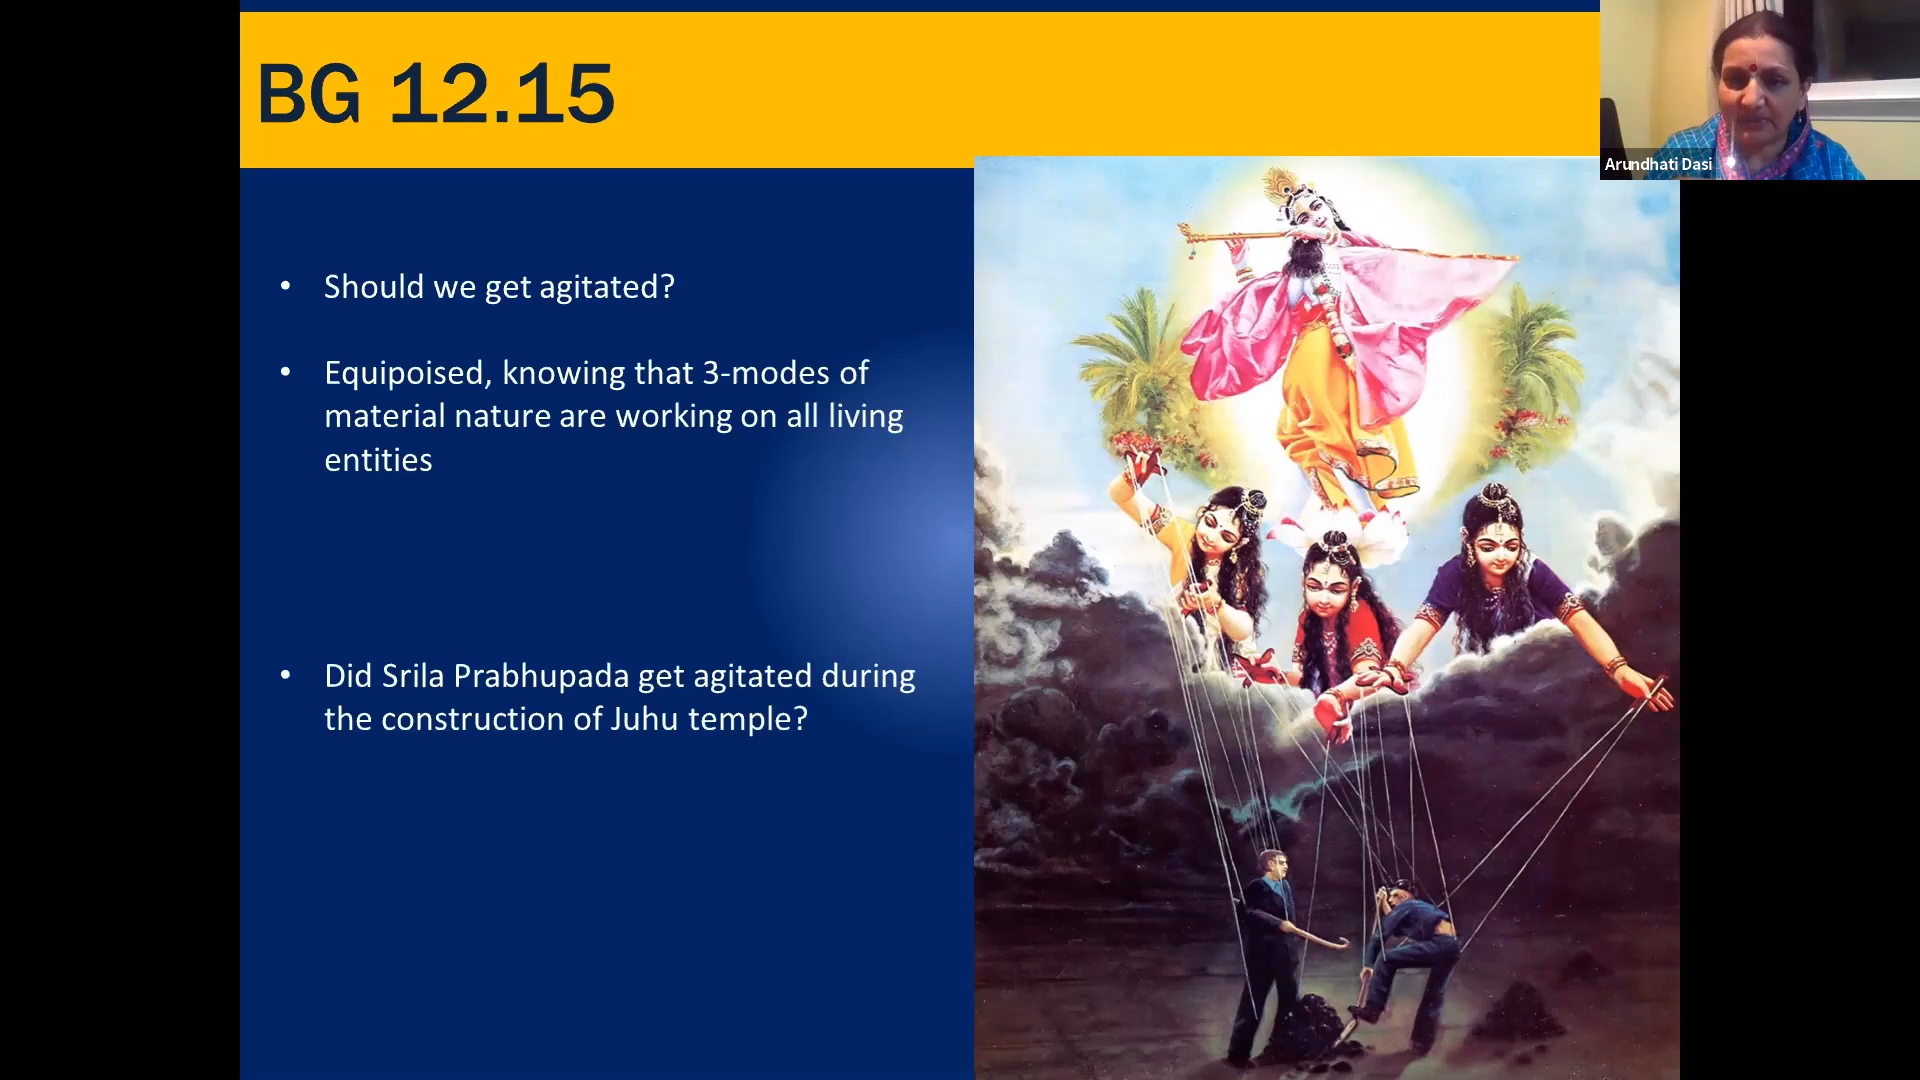 BG 12.15
Arundhati Dasi
• Should we get agitated?
• Equipoised, knowing that 3-modes of
material nature are working on all living
entities
• Did Srila Prabhupada get agitated during
the construction of Juhu temple?